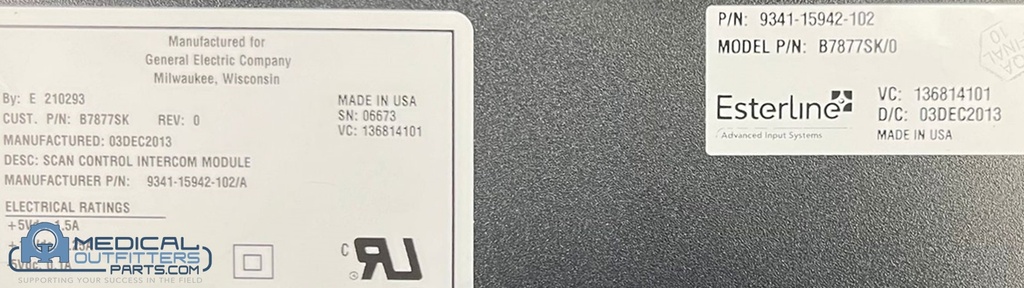 Manufactured for
General Electric Company
Milwaukee, Wisconsin
By: E 210293
CUST. P/N: B7877SK REV: 0
MANUFACTURED: 03DEC2013
DESC: SCAN CONTROL INTERCOM MODULE
MANUFACTURER P/N: 9341-15942-102/A
ELECTRICAL RATINGS
MADE IN USA
SN: 06673
VC: 136814101
MEDICAL
OUTFITTERS
PARTS.COM
SUPPORTING YOUR SUCCESS IN THE FIELD
P/N: 9341-15942-102
MODEL P/N: B7877SK/0
Esterline
Advanced Input Systems
VC: 136814101
D/C: 03DEC2013
MADE IN USA